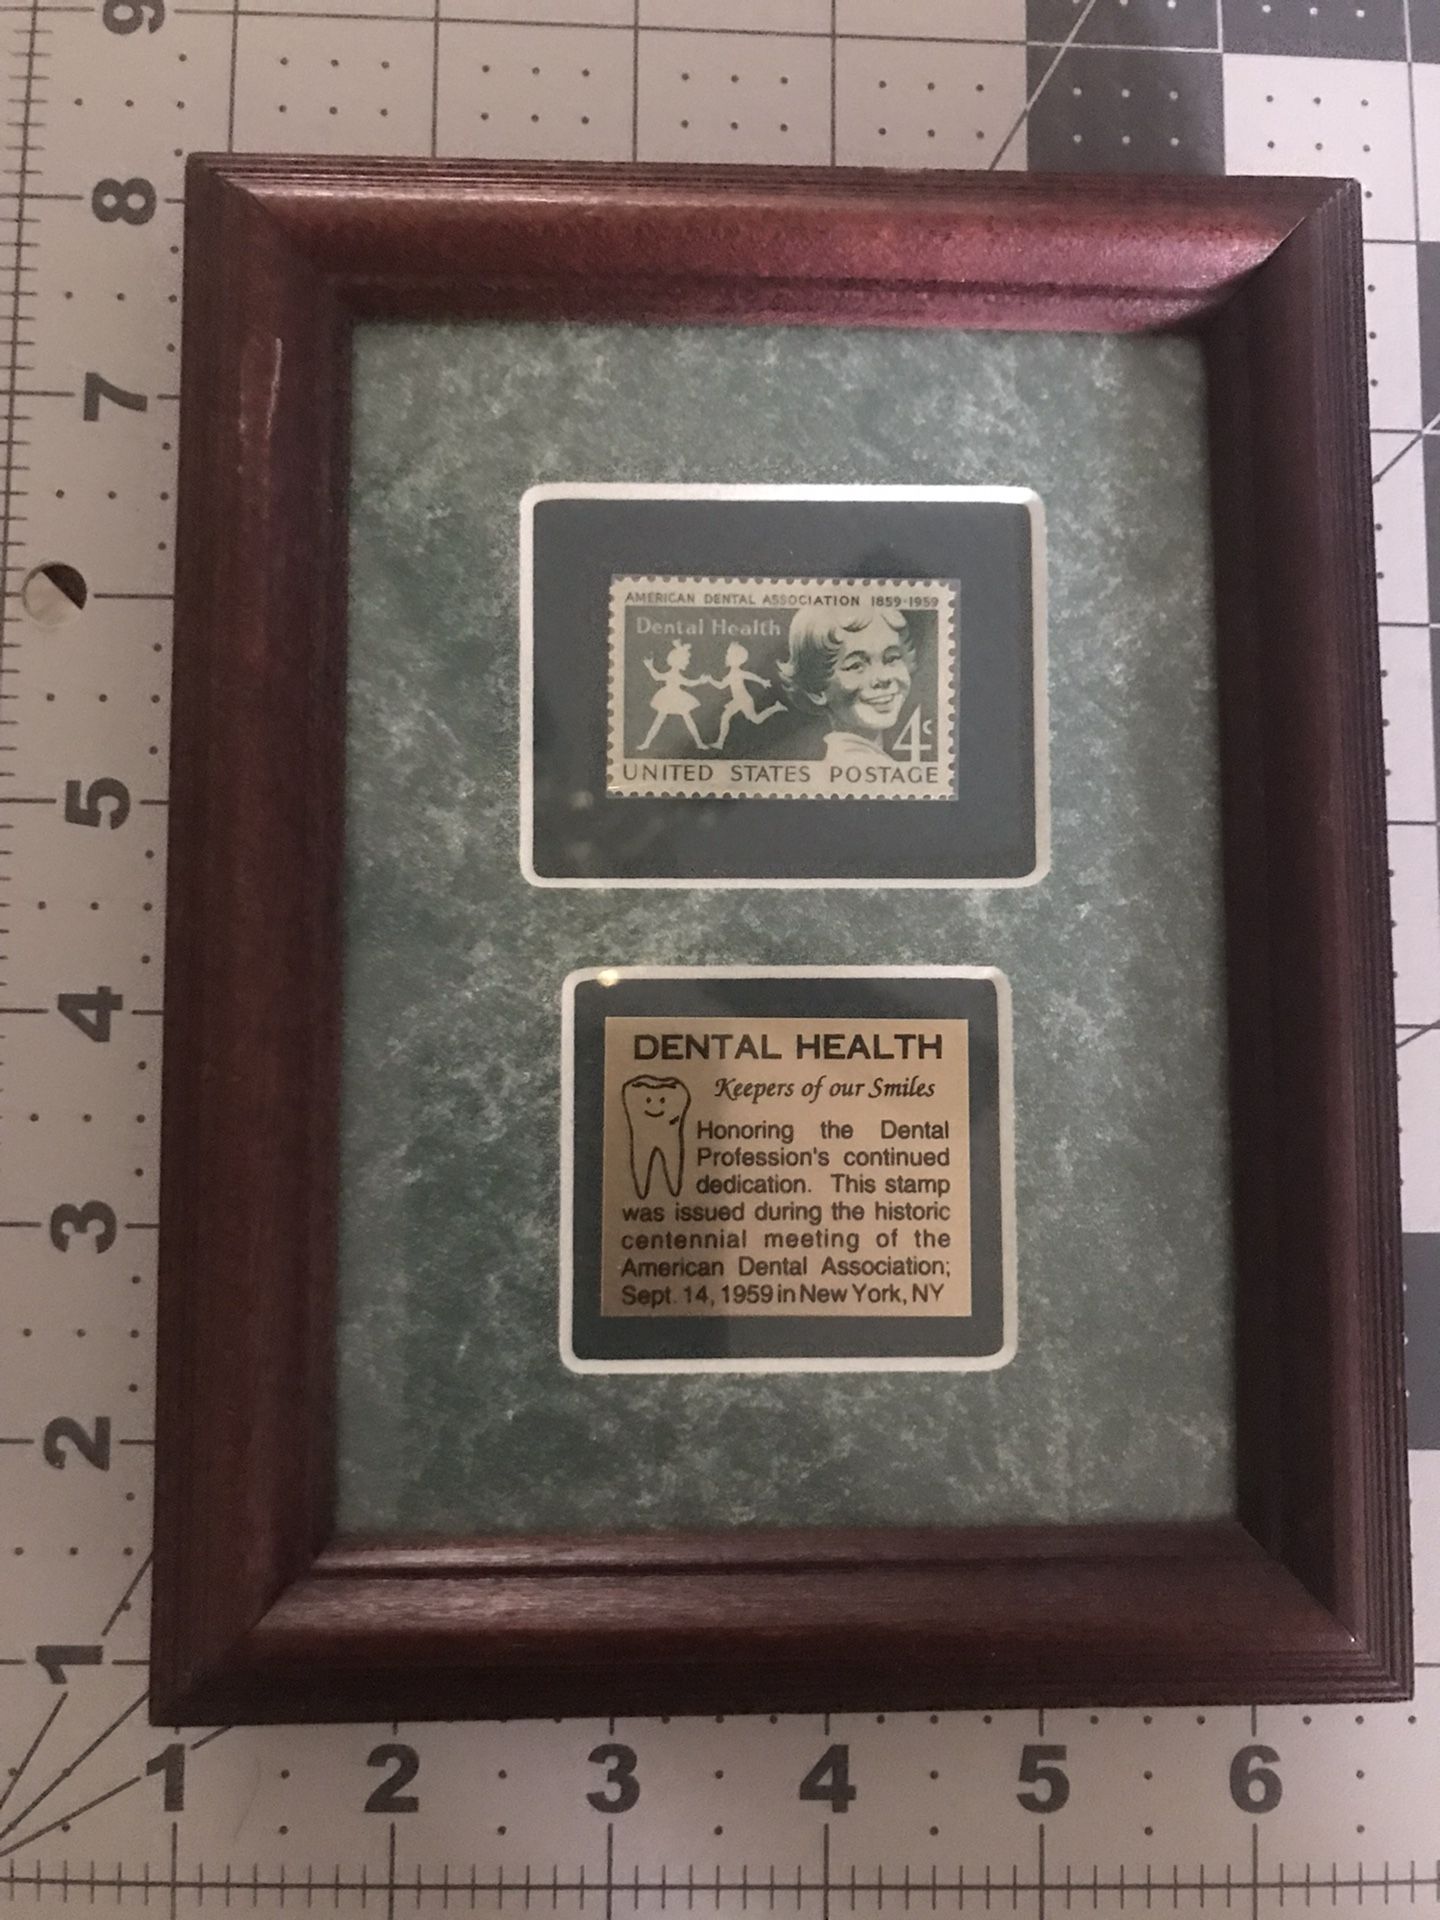 9
8
7
5
4
3
2
1
AMERICAN DENTAL ASSOCIATION 1859-1959
Dental Health
4c
UNITED STATES POSTAGE
DENTAL HEALTH
Keepers of our Smiles
Honoring the Dental
Profession's continued
dedication. This stamp
was issued during the historic
centennial meeting of the
American Dental Association;
Sept. 14, 1959 in New York, NY
1 2 3 4 5 6